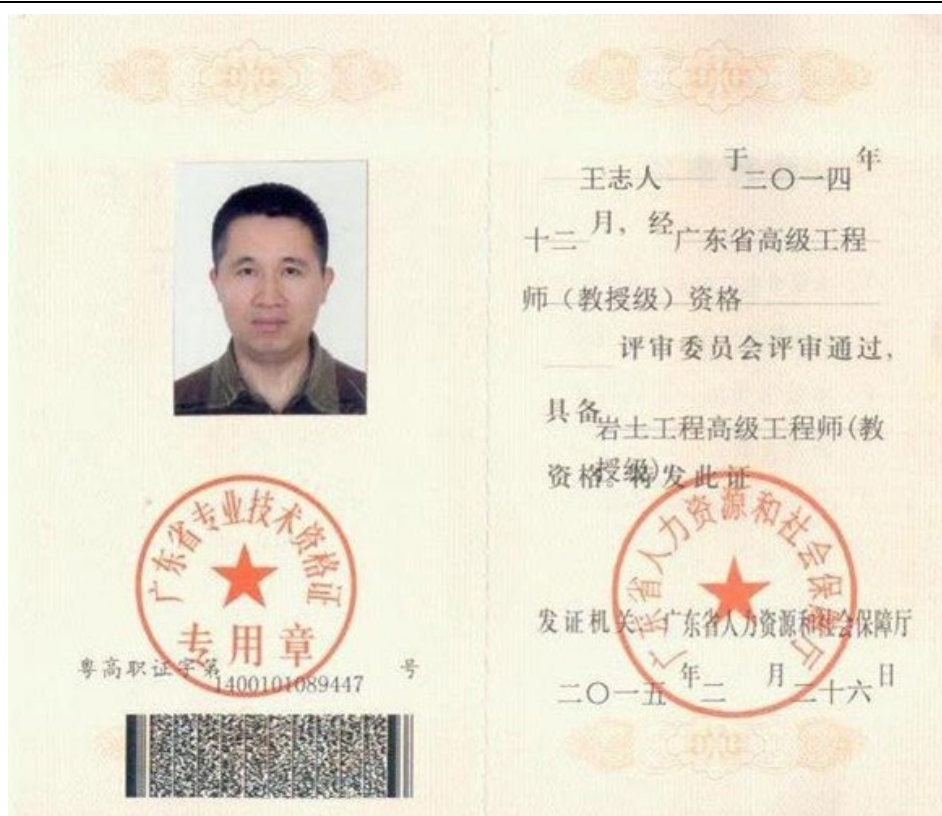 广东省专业技术资格证
专用章
粤高职证字第1400101089447号
王志人于二〇一四年
十二月，经广东省高级工程
师（教授级）资格
评审委员会评审通过，
具备岩土工程高级工程师(教
授级)
资格。特发此证
广东省人力资源和社会保障厅
发证机关：广东省人力资源和社会保障厅
二〇一五年二月二十六日